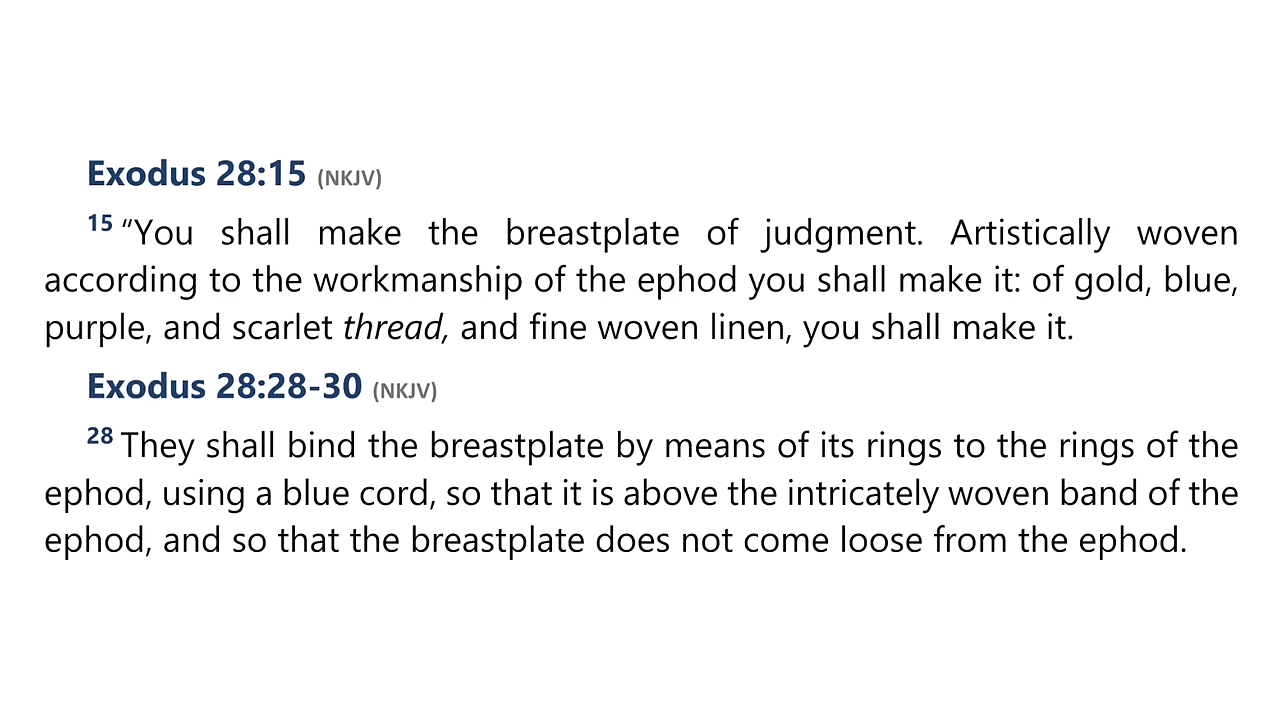 Exodus 28:15 (NKJV)
15 “You shall make the breastplate of judgment. Artistically woven
according to the workmanship of the ephod you shall make it: of gold, blue,
purple, and scarlet thread, and fine woven linen, you shall make it.
Exodus 28:28-30 (NKJV)
28 They shall bind the breastplate by means of its rings to the rings of the
ephod, using a blue cord, so that it is above the intricately woven band of the
ephod, and so that the breastplate does not come loose from the ephod.